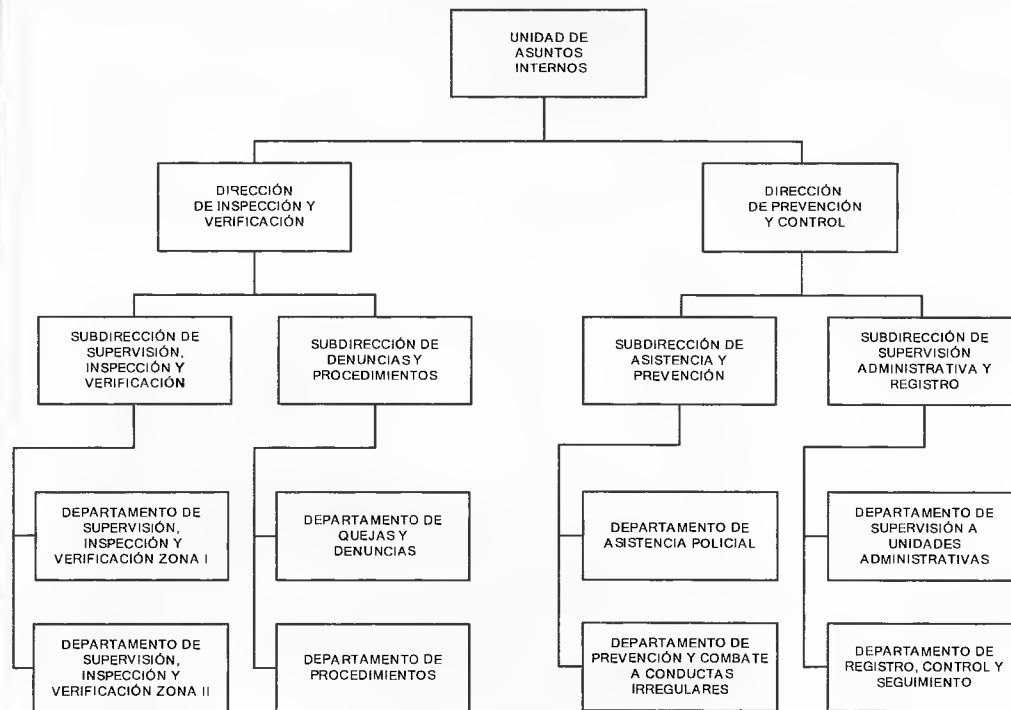 UNIDAD DE
ASUNTOS
INTERNOS
DIRECCIÓN
DE INSPECCIÓN Y
VERIFICACIÓN
DIRECCIÓN
DE PREVENCIÓN
Y CONTROL
SUBDIRECCIÓN DE
SUPERVISIÓN,
INSPECCIÓN Y
VERIFICACIÓN
SUBDIRECCIÓN DE
DENUNCIAS Y
PROCEDIMIENTOS
SUBDIRECCIÓN DE
ASISTENCIA Y
PREVENCIÓN
SUBDIRECCIÓN DE
SUPERVISIÓN
ADMINISTRATIVA Y
REGISTRO
DEPARTAMENTO DE
SUPERVISIÓN,
INSPECCIÓN Y
VERIFICACIÓN ZONA I
DEPARTAMENTO DE
QUEJAS Y
DENUNCIAS
DEPARTAMENTO DE
ASISTENCIA POLICIAL
DEPARTAMENTO DE
SUPERVISIÓN A
UNIDADES
ADMINISTRATIVAS
DEPARTAMENTO DE
SUPERVISIÓN,
INSPECCIÓN Y
VERIFICACIÓN ZONA II
DEPARTAMENTO DE
PROCEDIMIENTOS
DEPARTAMENTO DE
PREVENCIÓN Y COMBATE
A CONDUCTAS
IRREGULARES
DEPARTAMENTO DE
REGISTRO, CONTROL Y
SEGUIMIENTO